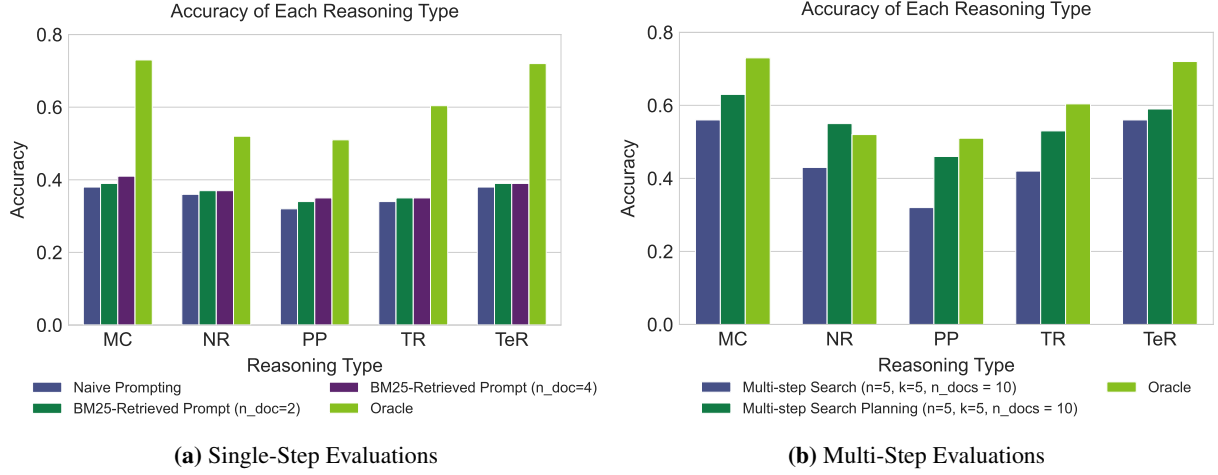 Accuracy of Each Reasoning Type
0.8
0.6
0.4
0.2
0.0
Accuracy
MC NR PP TR TeR
Reasoning Type
Naive Prompting
BM25-Retrieved Prompt (n_doc=2)
BM25-Retrieved Prompt (n_doc=4)
Oracle
(a) Single-Step Evaluations
Accuracy of Each Reasoning Type
0.8
0.6
0.4
0.2
0.0
Accuracy
MC NR PP TR TeR
Reasoning Type
Multi-step Search (n=5, k=5, n_docs = 10)
Multi-step Search Planning (n=5, k=5, n_docs = 10)
Oracle
(b) Multi-Step Evaluations